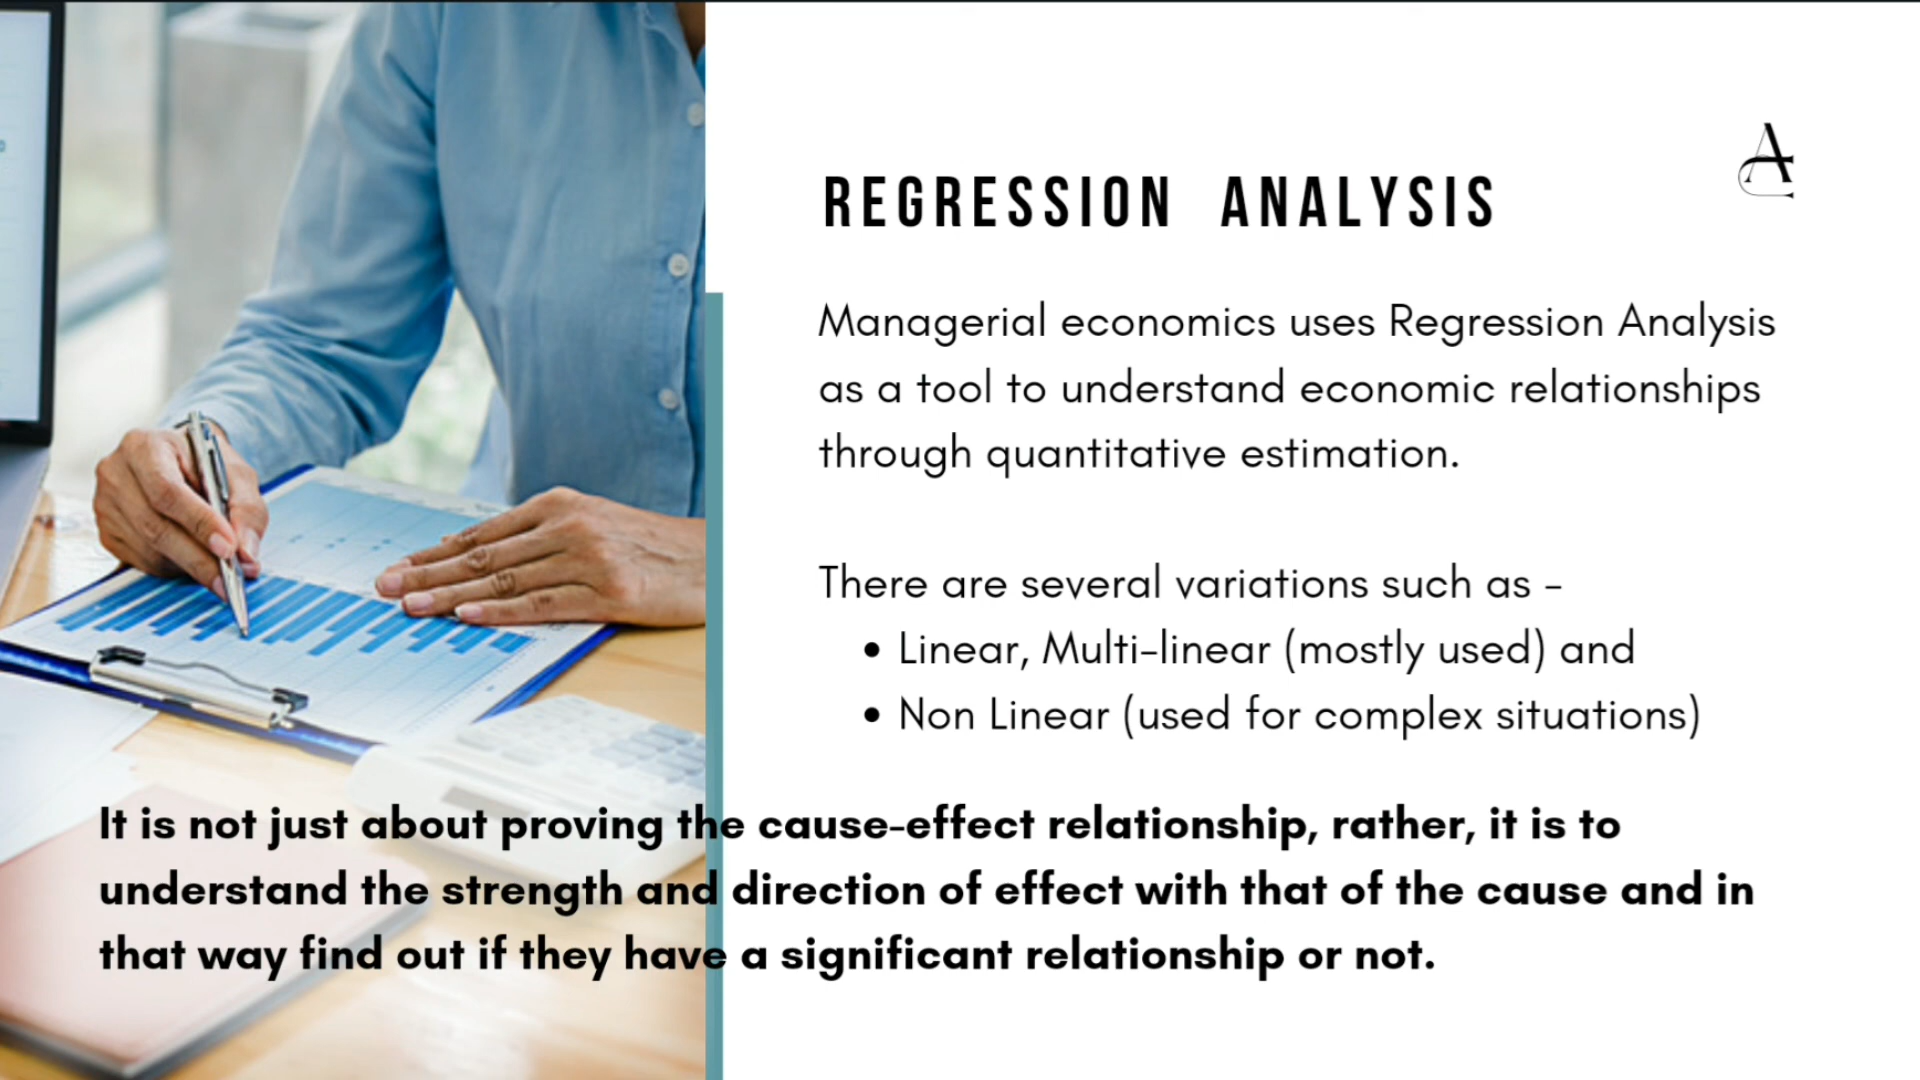 REGRESSION ANALYSIS
Managerial economics uses Regression Analysis
as a tool to understand economic relationships
through quantitative estimation.
There are several variations such as -
• Linear, Multi-linear (mostly used) and
• Non Linear (used for complex situations)
It is not just about proving the cause-effect relationship, rather, it is to
understand the strength and direction of effect with that of the cause and in
that way find out if they have a significant relationship or not.